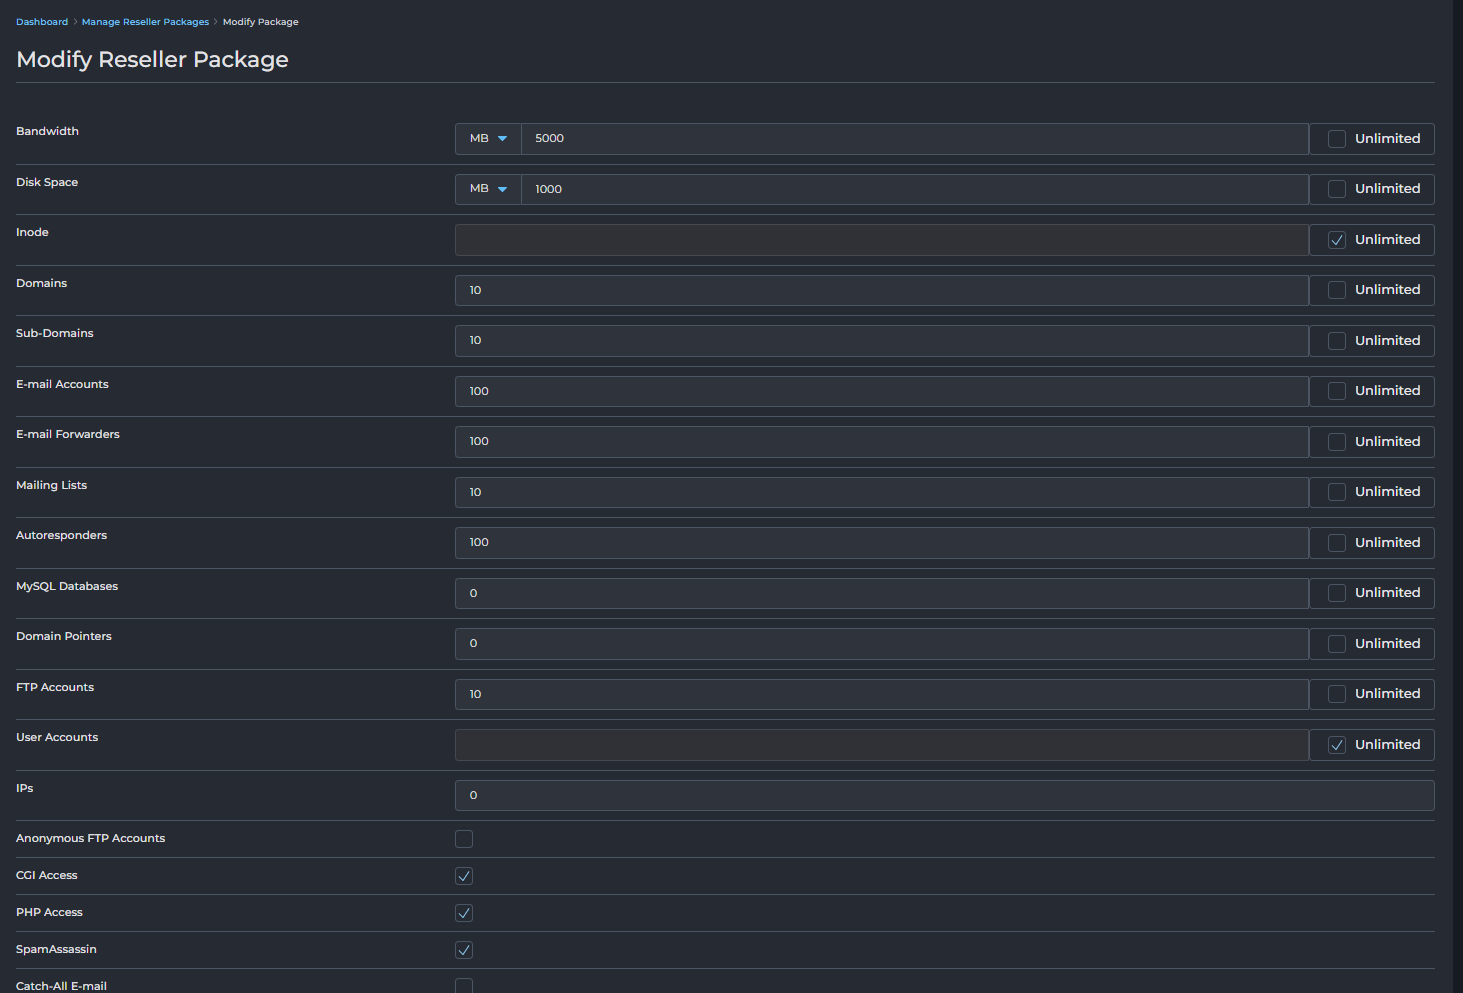 Dashboard > Manage Reseller Packages > Modify Package
Modify Reseller Package
Bandwidth MB 5000 Unlimited
Disk Space MB 1000 Unlimited
Inode Unlimited
Domains 10 Unlimited
Sub-Domains 10 Unlimited
E-mail Accounts 100 Unlimited
E-mail Forwarders 100 Unlimited
Mailing Lists 10 Unlimited
Autoresponders 100 Unlimited
MySQL Databases 0 Unlimited
Domain Pointers 0 Unlimited
FTP Accounts 10 Unlimited
User Accounts Unlimited
IPs 0
Anonymous FTP Accounts
CGI Access
PHP Access
SpamAssassin
Catch-All E-mail